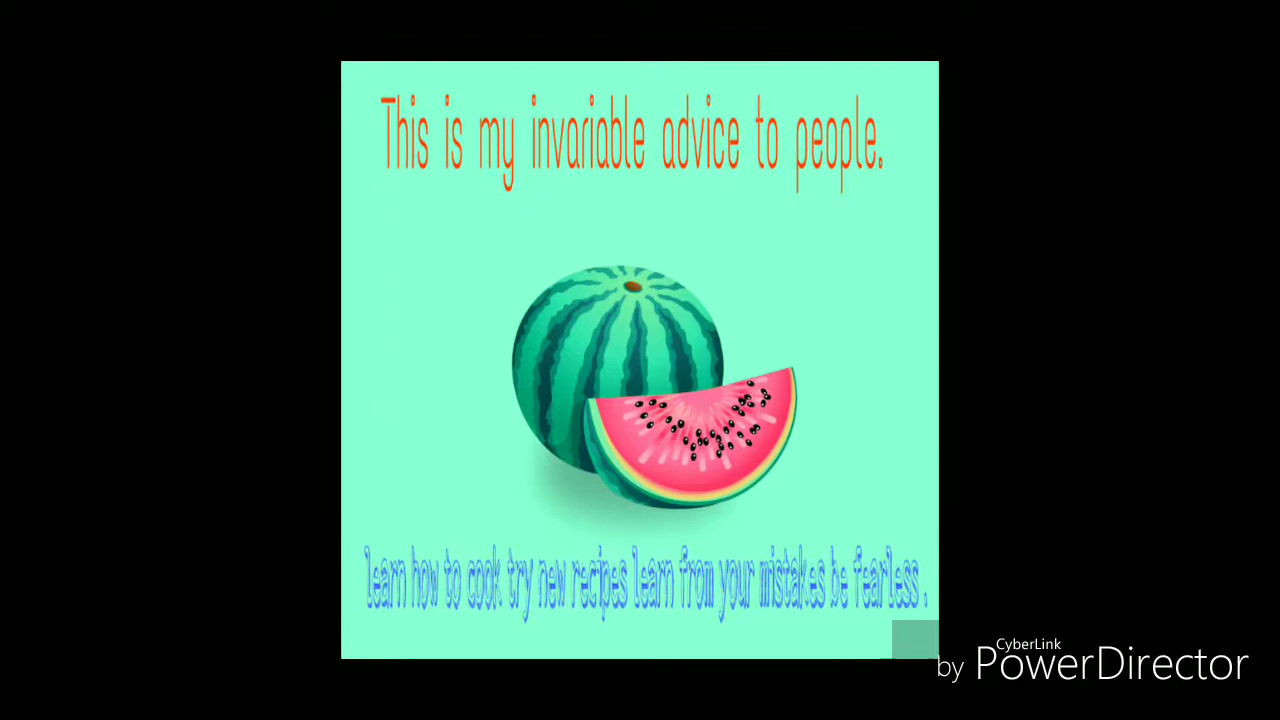 This is my invariable advice to people.
learn how to cook try new recipes learn from your mistakes be fearless.
CyberLink
by PowerDirector